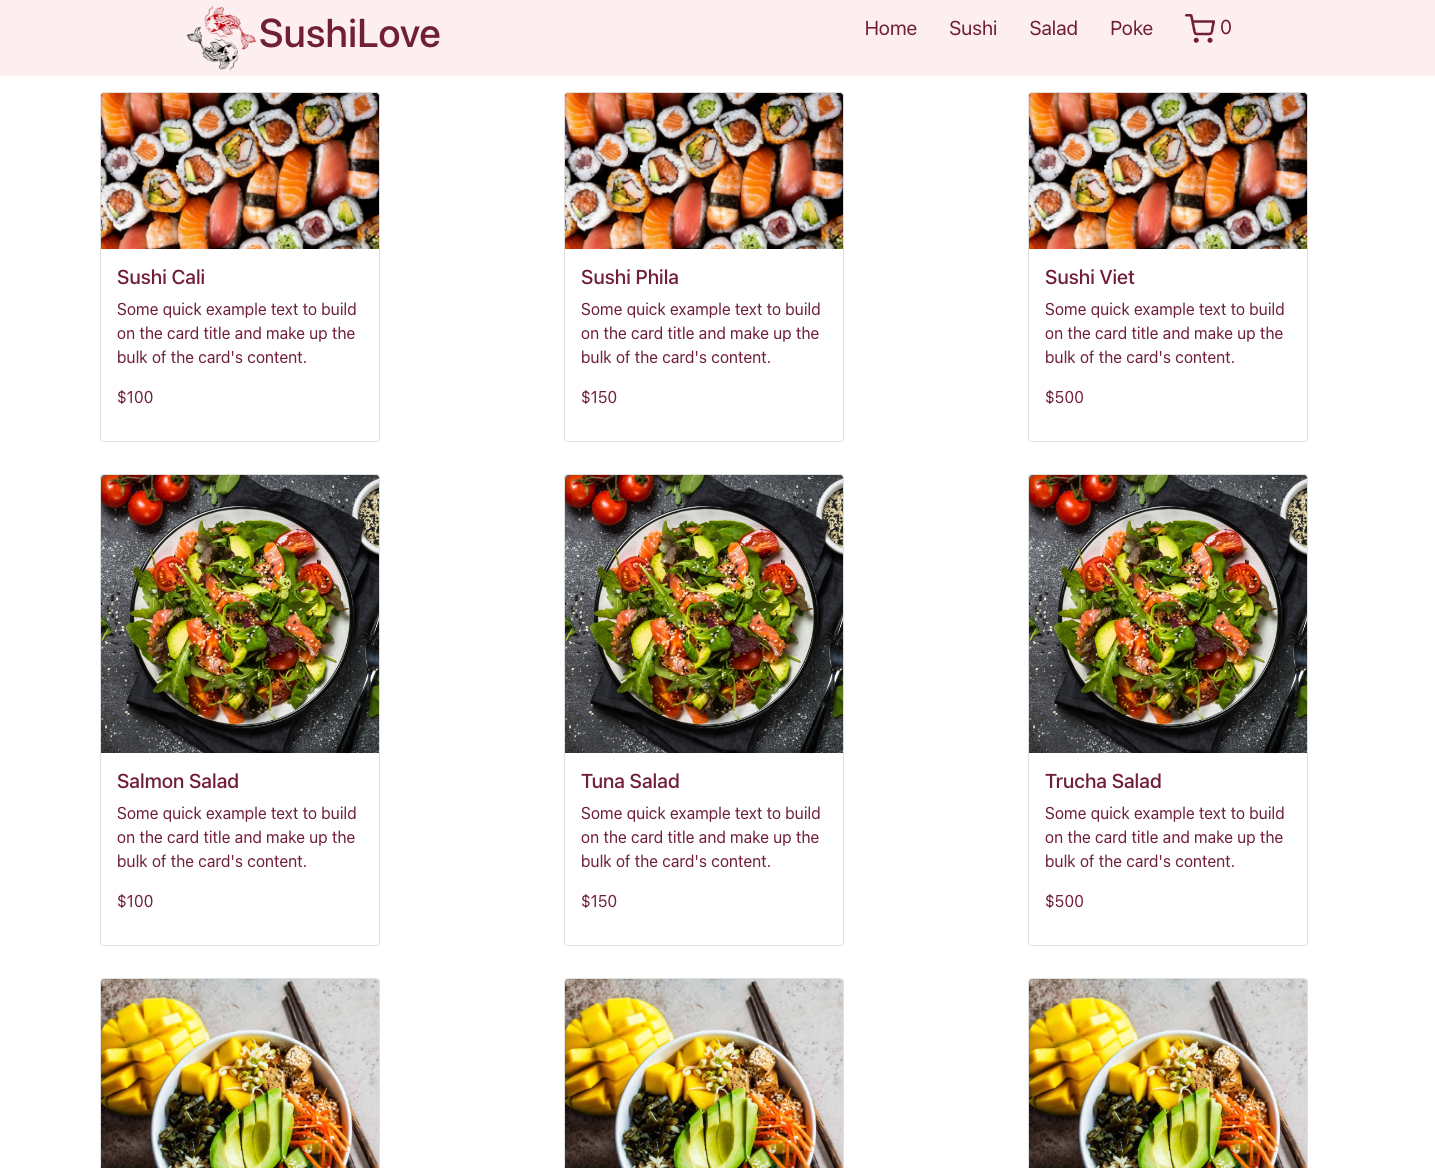 SushiLove
Home
Sushi
Salad
Poke
0
Sushi Cali
Some quick example text to build
on the card title and make up the
bulk of the card's content.
$100
Sushi Phila
Some quick example text to build
on the card title and make up the
bulk of the card's content.
$150
Sushi Viet
Some quick example text to build
on the card title and make up the
bulk of the card's content.
$500
Salmon Salad
Some quick example text to build
on the card title and make up the
bulk of the card's content.
$100
Tuna Salad
Some quick example text to build
on the card title and make up the
bulk of the card's content.
$150
Trucha Salad
Some quick example text to build
on the card title and make up the
bulk of the card's content.
$500